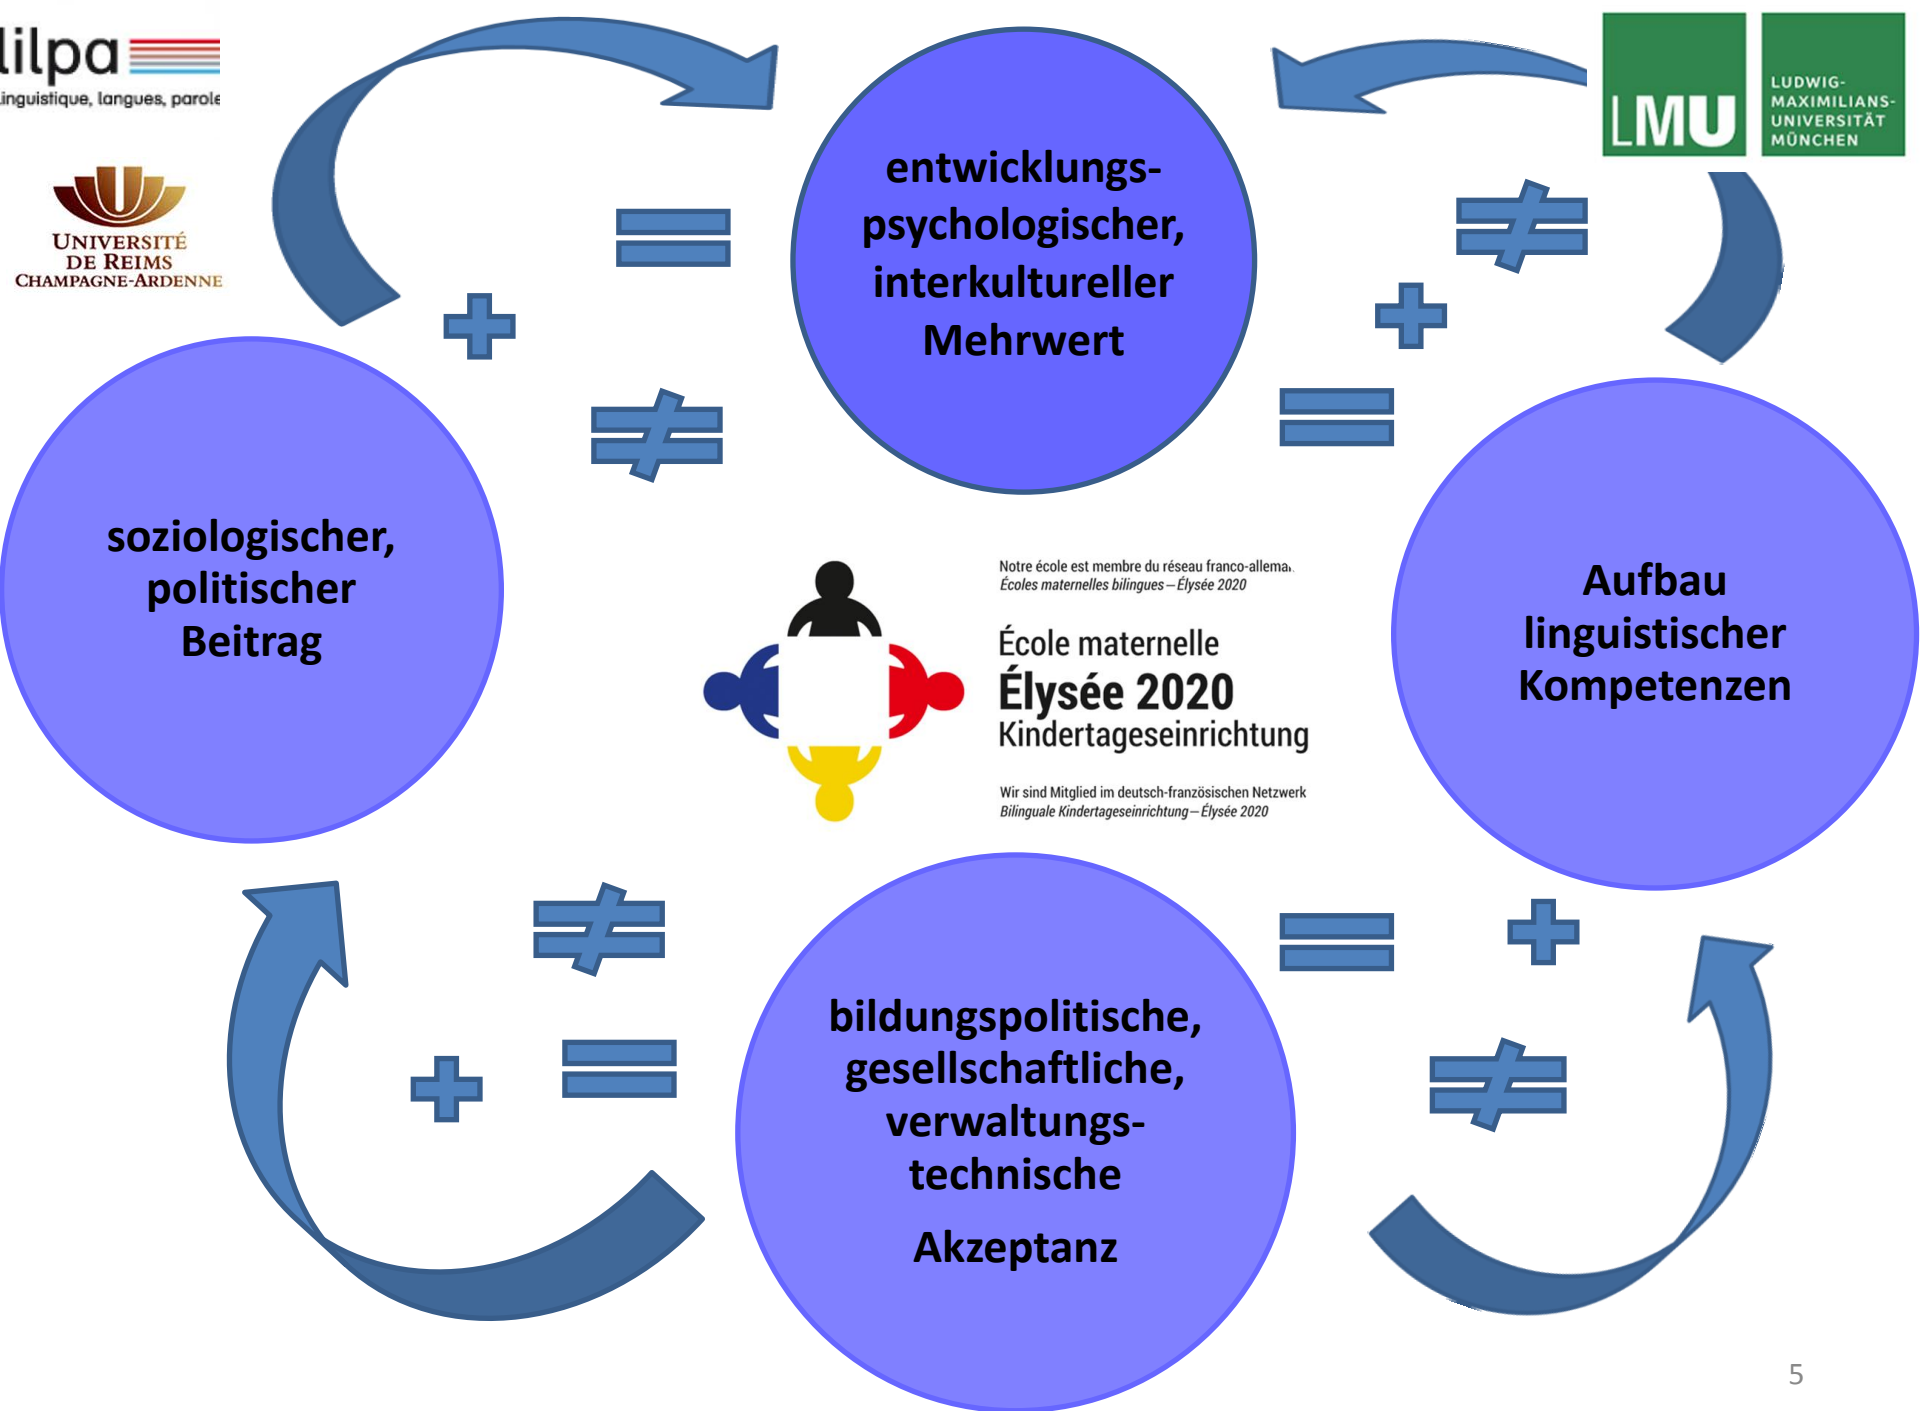 lilpa
linguistique, langues, parole
UNIVERSITÉ
DE REIMS
CHAMPAGNE-ARDENNE
LMU
LUDWIG-
MAXIMILIANS-
UNIVERSITÄT
MÜNCHEN
entwicklungs-
psychologischer,
interkultureller
Mehrwert
=
≠
+
+
≠
=
soziologischer,
politischer
Beitrag
Notre école est membre du réseau
Écoles maternelles bilingues – Élysée 2020
École maternelle
Élysée 2020
Kindertageseinrichtung
Wir sind Mitglied im deutsch-französischen Netzwerk
Bilinguale Kindertageseinrichtung – Élysée 2020
Aufbau
linguistischer
Kompetenzen
≠
=
+
+
=
≠
bildungspolitische,
gesellschaftliche,
verwaltungs-
technische
Akzeptanz
5